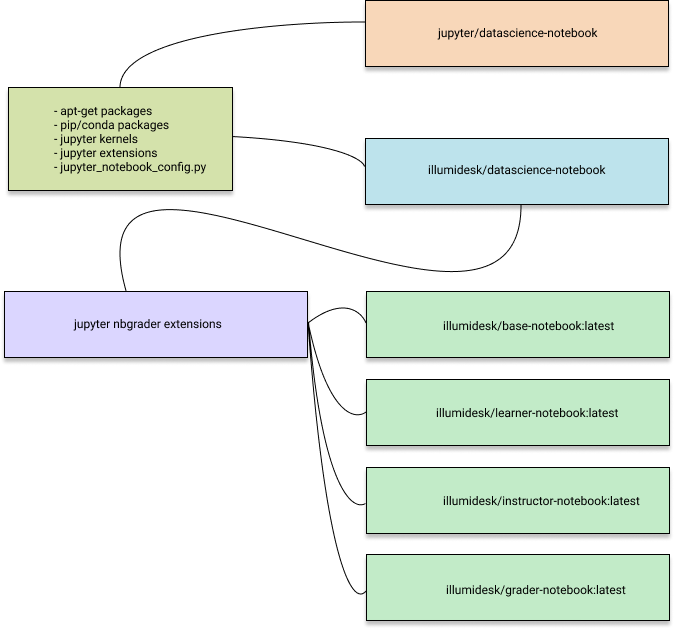 jupyter/datascience-notebook
- apt-get packages
- pip/conda packages
- jupyter kernels
- jupyter extensions
- jupyter_notebook_config.py
illumidesk/datascience-notebook
jupyter nbgrader extensions
illumidesk/base-notebook:latest
illumidesk/learner-notebook:latest
illumidesk/instructor-notebook:latest
illumidesk/grader-notebook:latest